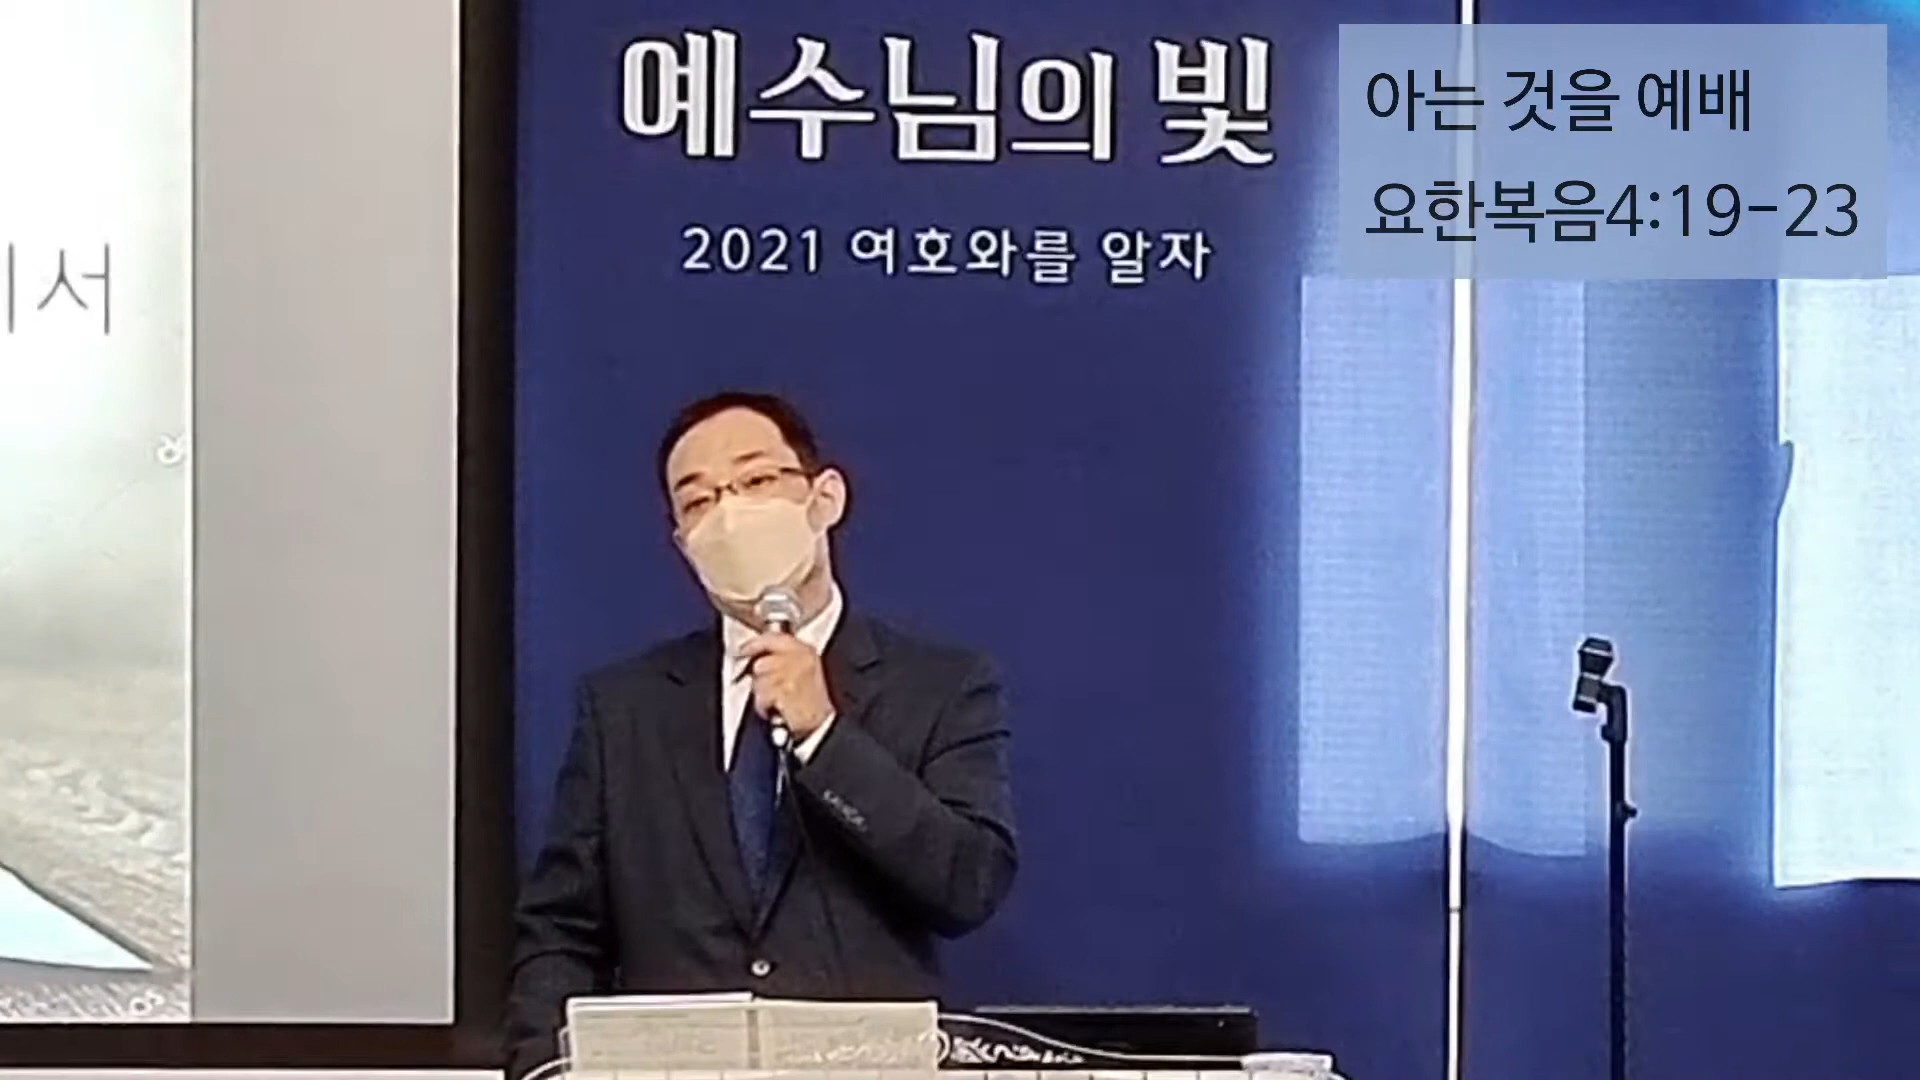 예수님의 빛
2021 여호와를 알자
아는 것을 예배
요한복음4:19-23
서